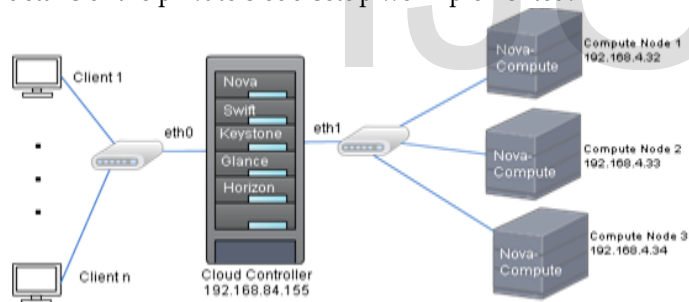 Client 1
eth0
Nova
Swift
Keystone
Glance
Horizon
Cloud Controller
192.168.84.155
eth1
Nova-
Compute
Compute Node 1
192.168.4.32
Nova-
Compute
Compute Node 2
192.168.4.33
Nova-
Compute
Compute Node 3
192.168.4.34
Client n